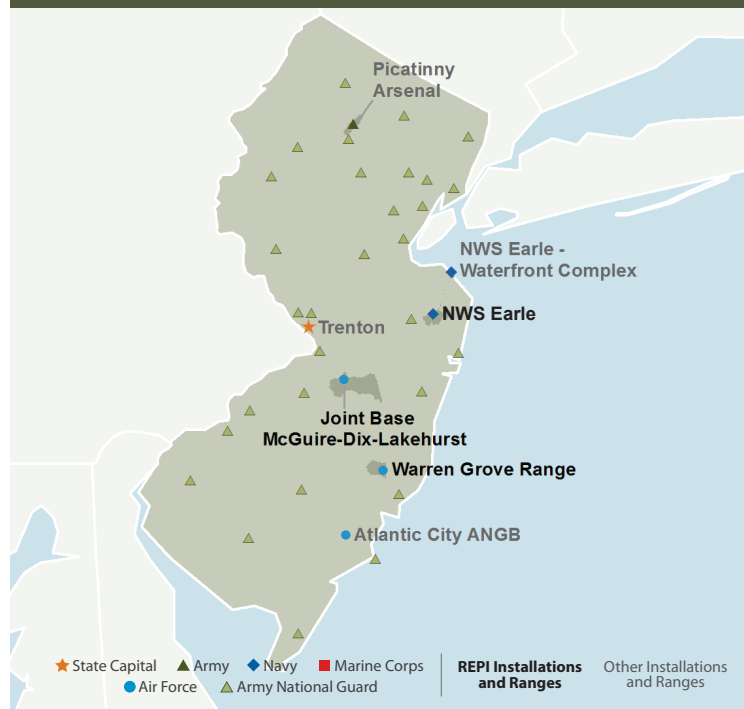 Picatinny
Arsenal
NWS Earle -
Waterfront Complex
NWS Earle
Trenton
Joint Base
McGuire-Dix-Lakehurst
Warren Grove Range
Atlantic City ANGB
State Capital
Army
Navy
Marine Corps
Air Force
Army National Guard
REPI Installations
and Ranges
Other Installations
and Ranges